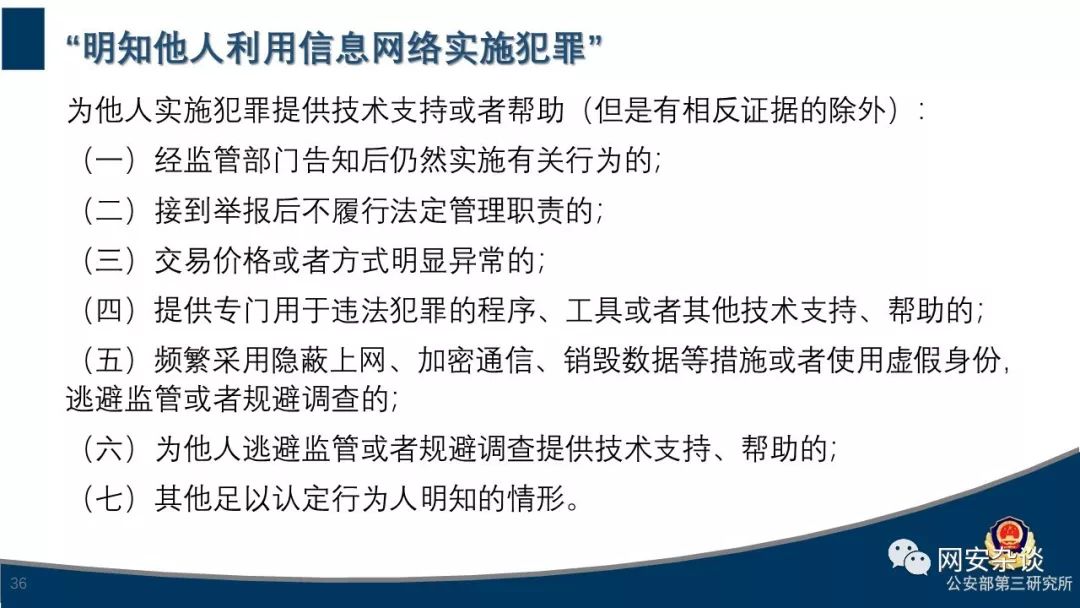 “明知他人利用信息网络实施犯罪”
为他人实施犯罪提供技术支持或者帮助（但是有相反证据的除外）：
（一）经监管部门告知后仍然实施有关行为的；
（二）接到举报后不履行法定管理职责的；
（三）交易价格或者方式明显异常的；
（四）提供专门用于违法犯罪的程序、工具或者其他技术支持、帮助的；
（五）频繁采用隐蔽上网、加密通信、销毁数据等措施或者使用虚假身份，
逃避监管或者规避调查的；
（六）为他人逃避监管或者规避调查提供技术支持、帮助的；
（七）其他足以认定行为人明知的情形。
网安杂谈
公安部第三研究所
36